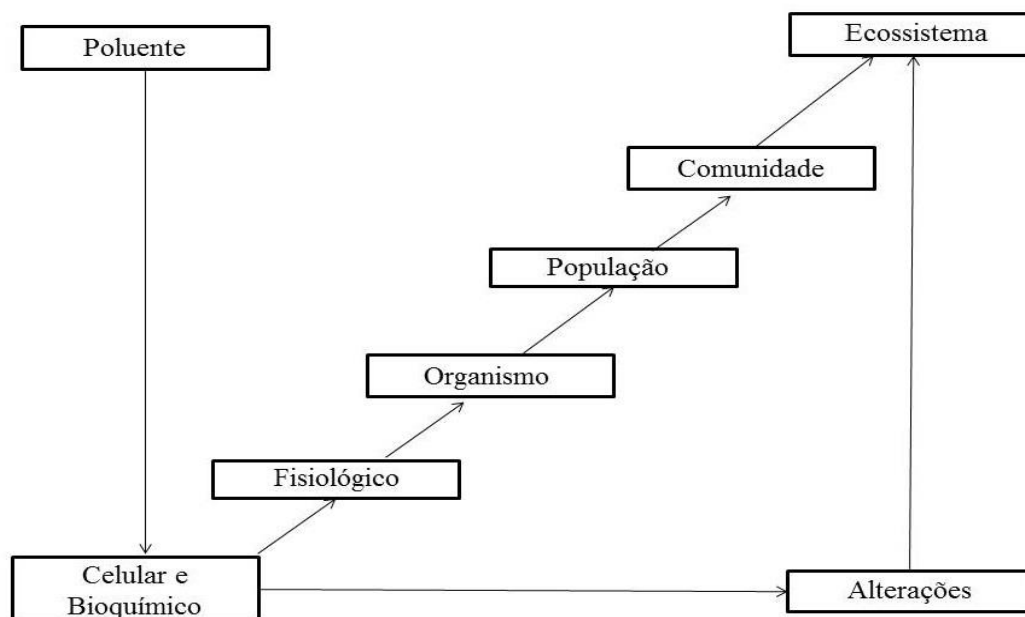 Poluente
Ecossistema
Comunidade
População
Organismo
Fisiológico
Celular e
Bioquímico
Alterações